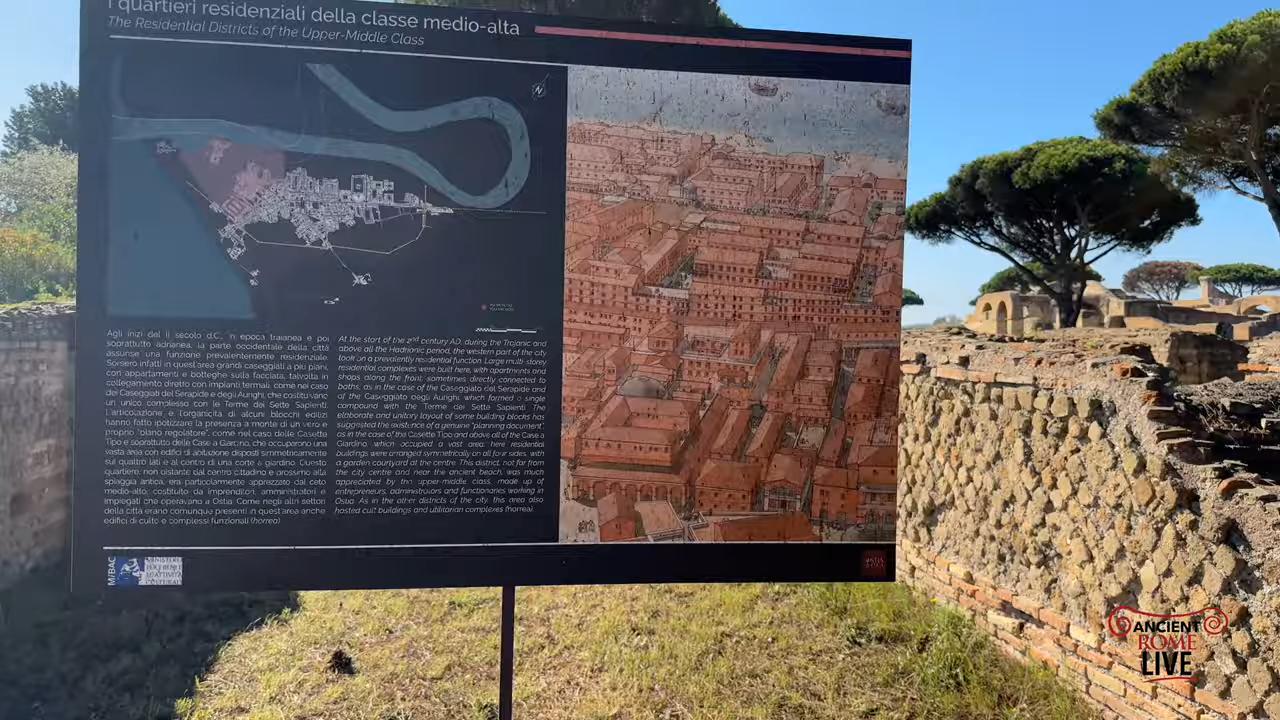 I quartieri residenziali della classe medio-alta
The Residential Districts of the Upper-Middle Class
N
Agli inizi del II secolo d.C., in epoca traianea e poi
soprattutto adrianea, la parte occidentale della città
assunse una funzione prevalentemente residenziale.
Sorsero infatti in quest'area grandi caseggiati a più piani,
con appartamenti e botteghe sulla facciata, talvolta in
collegamento diretto con impianti termali, come nel caso
dei Caseggiati del Serapide e degli Aurighi, che costituivano
un unico complesso con le Terme dei Sette Sapienti.
L'articolazione e l'organicità di alcuni blocchi edilizi
hanno fatto ipotizzare la presenza a monte di un vero e
proprio "piano regolatore", come nel caso delle Casette
Tipo e soprattutto delle Case a Giardino, che occuperono una
vasta area con edifici di abitazione disposti simmetricamente
sui quattro lati e al centro di una corte a giardino. Questo
quartiere, non distante dal centro cittadino e prossimo alla
spiaggia antica, era particolarmente apprezzato dal ceto
medio-alto, costituito da imprenditori, amministratori e
impiegati che operavano a Ostia. Come negli altri settori
della città erano comunque presenti in quest'area anche
edifici di culto e complessi funzionali (horrea).
At the start of the 2nd century A.D., during the Trajanic and
above all the Hadrianic period, the western part of the city
took on a prevalently residential function. Large multi-storey
residential complexes were built here, with apartments and
shops along the front, sometimes directly connected to
baths, as in the case of the Caseggiato del Serapide and
of the Caseggiato degli Aurighi, which formed a single
compound with the Terme dei Sette Sapienti. The
elaborate and unitary layout of some building blocks has
suggested the existence of a genuine "planning document",
as in the case of the Casette Tipo and above all of the Case a
Giardino, which occupied a vast area: here residential
buildings were arranged symmetrically on all four sides, with
a garden courtyard at the centre. This district, not far from
the city centre and near the ancient beach, was much
appreciated by the upper-middle class, made up of
entrepreneurs, administrators and functionaries working in
Ostia. As in the other districts of the city, this area also
hosted cult buildings and utilitarian complexes (horrea).
MiBAC
ANCIENT
ROME
LIVE